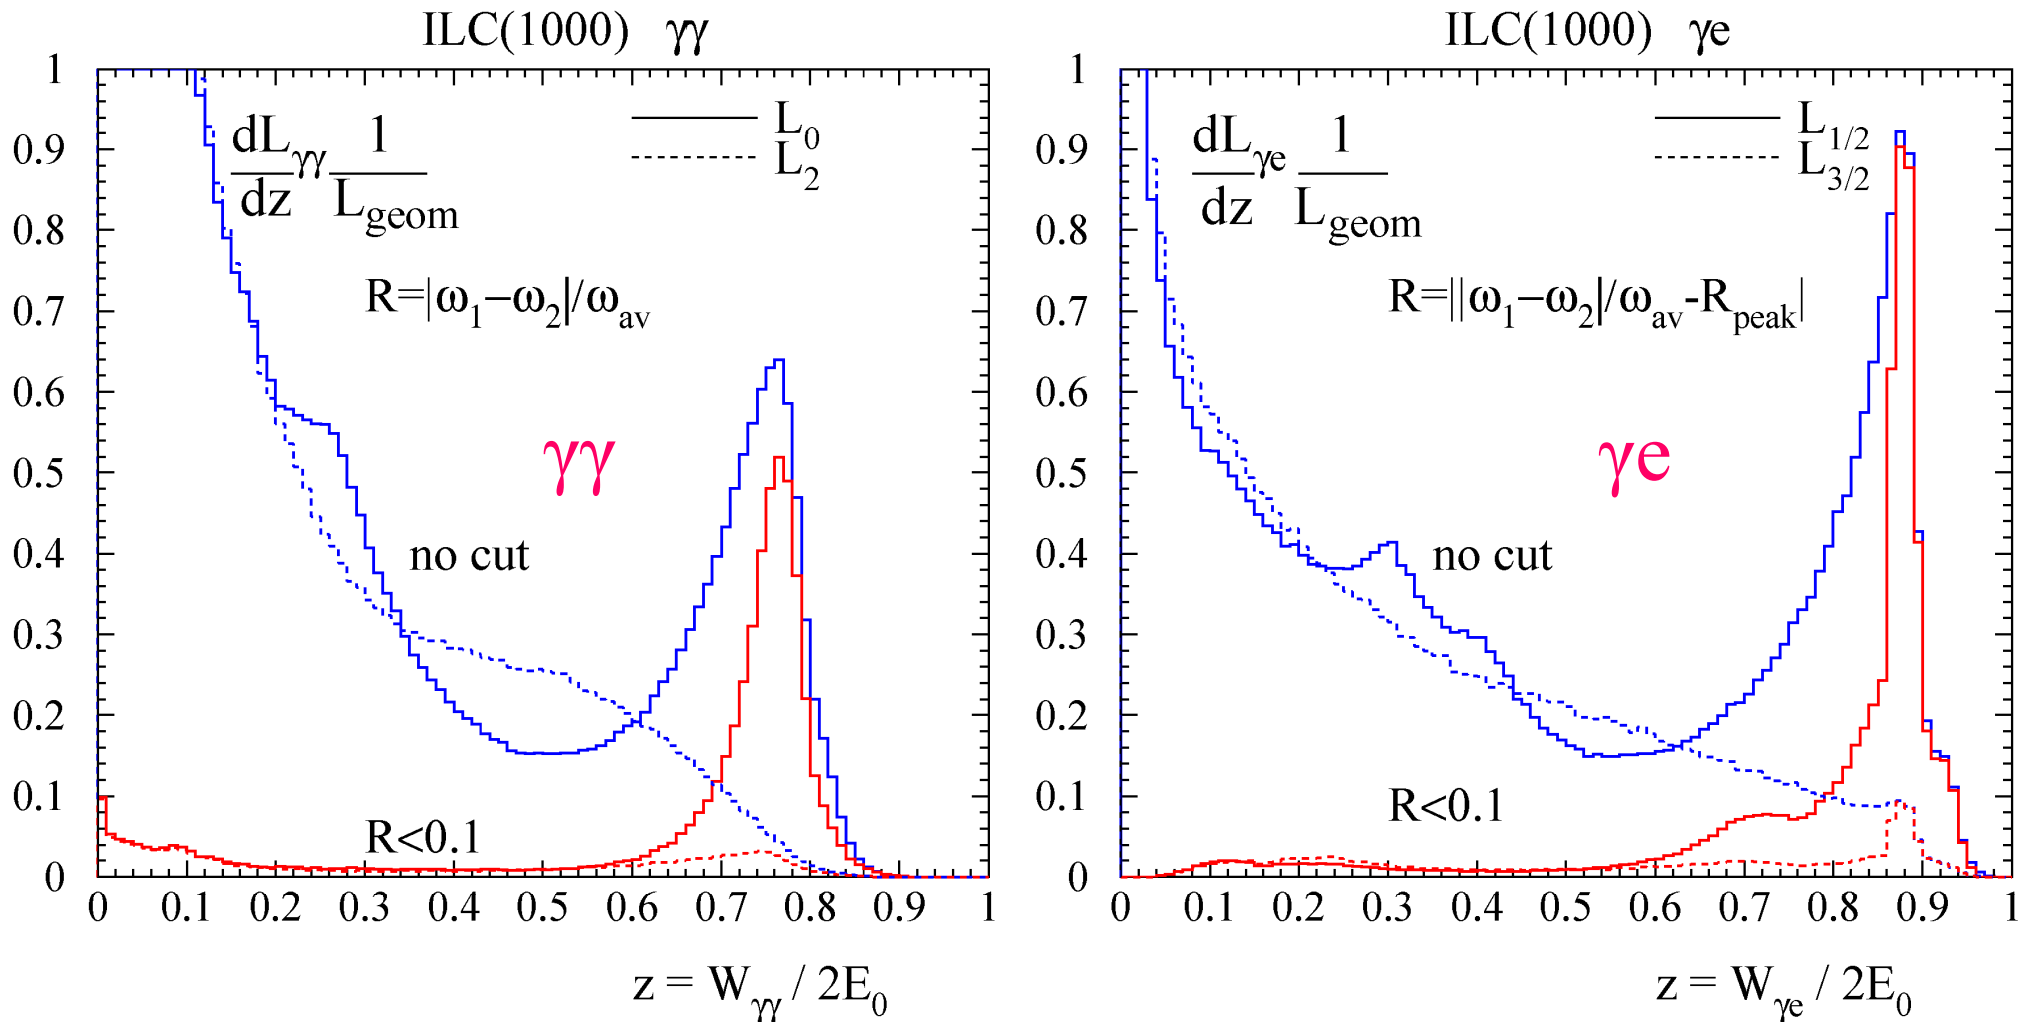 ILC(1000) γγ
1
0.9
0.8
0.7
0.6
0.5
0.4
0.3
0.2
0.1
0
dLγγ 1
dz Lgeom
L0
L2
R=|ω1−ω2|/ωav
γγ
no cut
R<0.1
0 0.1 0.2 0.3 0.4 0.5 0.6 0.7 0.8 0.9 1
z = Wγγ / 2E0
ILC(1000) γe
1
0.9
0.8
0.7
0.6
0.5
0.4
0.3
0.2
0.1
0
dLγe 1
dz Lgeom
L1/2
L3/2
R=||ω1−ω2|/ωav-Rpeak|
γe
no cut
R<0.1
0 0.1 0.2 0.3 0.4 0.5 0.6 0.7 0.8 0.9 1
z = Wγe / 2E0